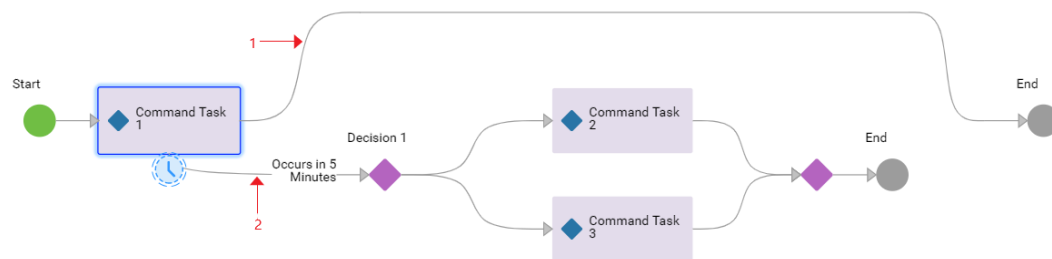 1
Start
End
Command Task
1
Command Task
2
Decision 1
End
Occurs in 5
Minutes
2
Command Task
3